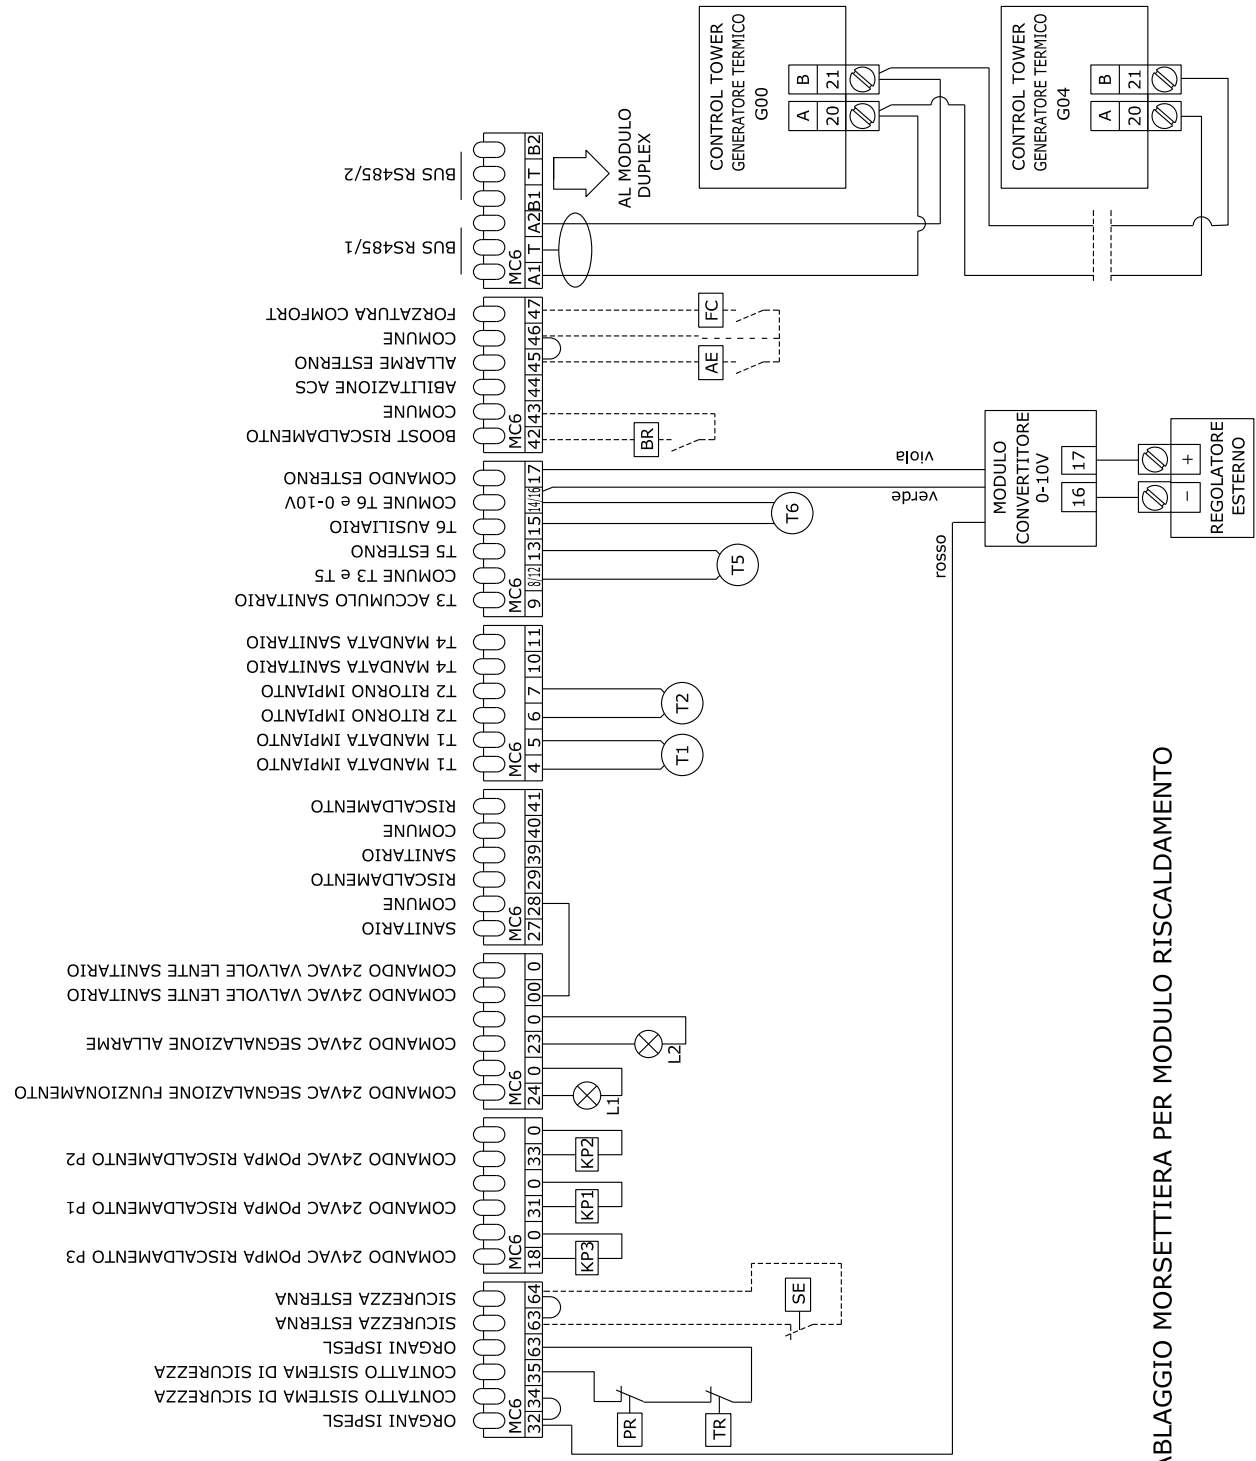 BUS RS485/2
BUS RS485/1
B2
T
B1
A2
T
A1
MC6
AL MODULO
DUPLEX
CONTROL TOWER
GENERATORE TERMICO
G00
A
B
20
21
CONTROL TOWER
GENERATORE TERMICO
G04
A
B
20
21
FORZATURA COMFORT
COMUNE
ALLARME ESTERNO
ABILITAZIONE ACS
COMUNE
BOOST RISCALDAMENTO
47
46
45
44
43
42
MC6
FC
AE
BR
COMANDO ESTERNO
COMUNE T6 e 0-10V
T6 AUSILIARIO
T5 ESTERNO
COMUNE T3 e T5
T3 ACCUMULO SANITARIO
17
14/16
15
13
8/12
9
MC6
T6
T5
viola
verde
rosso
MODULO
CONVERTITORE
0-10V
16
17
−
+
REGOLATORE
ESTERNO
T4 MANDATA SANITARIO
T4 MANDATA SANITARIO
T2 RITORNO IMPIANTO
T2 RITORNO IMPIANTO
T1 MANDATA IMPIANTO
T1 MANDATA IMPIANTO
11
10
7
6
5
4
MC6
T2
T1
RISCALDAMENTO
COMUNE
SANITARIO
RISCALDAMENTO
COMUNE
SANITARIO
41
40
39
29
28
27
MC6
COMANDO 24VAC VALVOLE LENTE SANITARIO
COMANDO 24VAC VALVOLE LENTE SANITARIO
COMANDO 24VAC SEGNALAZIONE ALLARME
COMANDO 24VAC SEGNALAZIONE FUNZIONAMENTO
0
00
0
23
0
24
MC6
L2
L1
COMANDO 24VAC POMPA RISCALDAMENTO P2
COMANDO 24VAC POMPA RISCALDAMENTO P1
COMANDO 24VAC POMPA RISCALDAMENTO P3
0
33
0
31
0
18
MC6
KP2
KP1
KP3
SICUREZZA ESTERNA
SICUREZZA ESTERNA
ORGANI ISPESL
CONTATTO SISTEMA DI SICUREZZA
CONTATTO SISTEMA DI SICUREZZA
ORGANI ISPESL
64
63
63
35
34
32
MC6
SE
PR
TR
ABLAGGIO MORSETTIERA PER MODULO RISCALDAMENTO